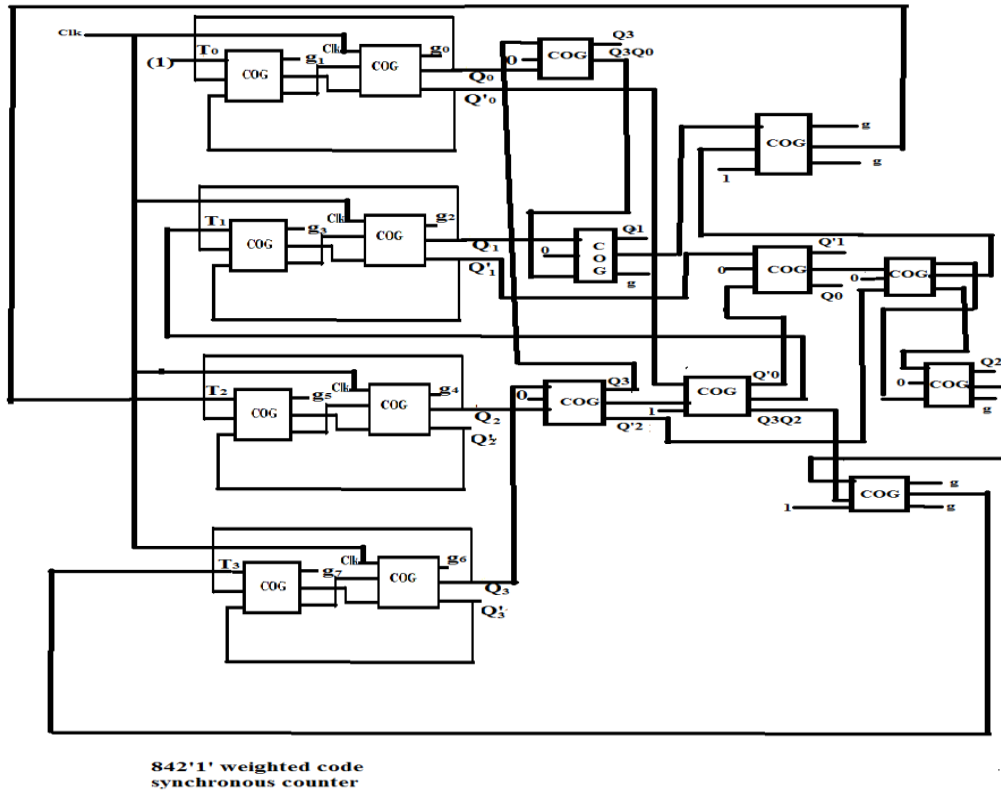 Clk
T0
(1)
COG
g1
Clk
COG
g0
Q0
Q'0
0
COG
Q3
Q3Q0
T1
COG
g3
Clk
COG
g2
Q1
Q'1
0
COG
Q1
g
COG
1
g
g
0
COG
Q'1
Q0
0
COG
T2
COG
g5
Clk
COG
g4
Q2
Q'2
0
COG
Q3
Q'2
1
COG
Q'0
Q3Q2
0
COG
Q2
g
1
COG
g
g
T3
COG
g7
Clk
COG
g6
Q3
Q'3
842'1' weighted code
synchronous counter